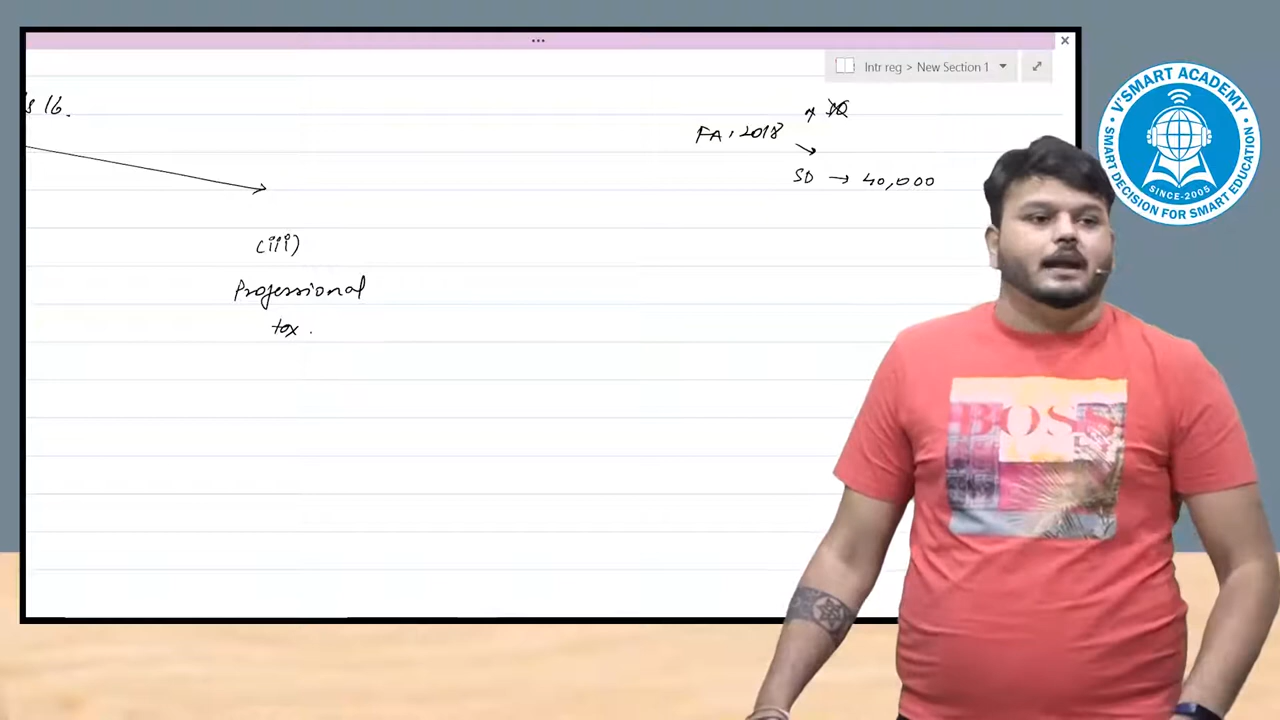 Intr reg > New Section 1
s 16.
FA, 2018
SD → 40,000
(iii)
Professional
tax.
V'SMART ACADEMY
SINCE-2005
SMART DECISION FOR SMART EDUCATION
BOSS